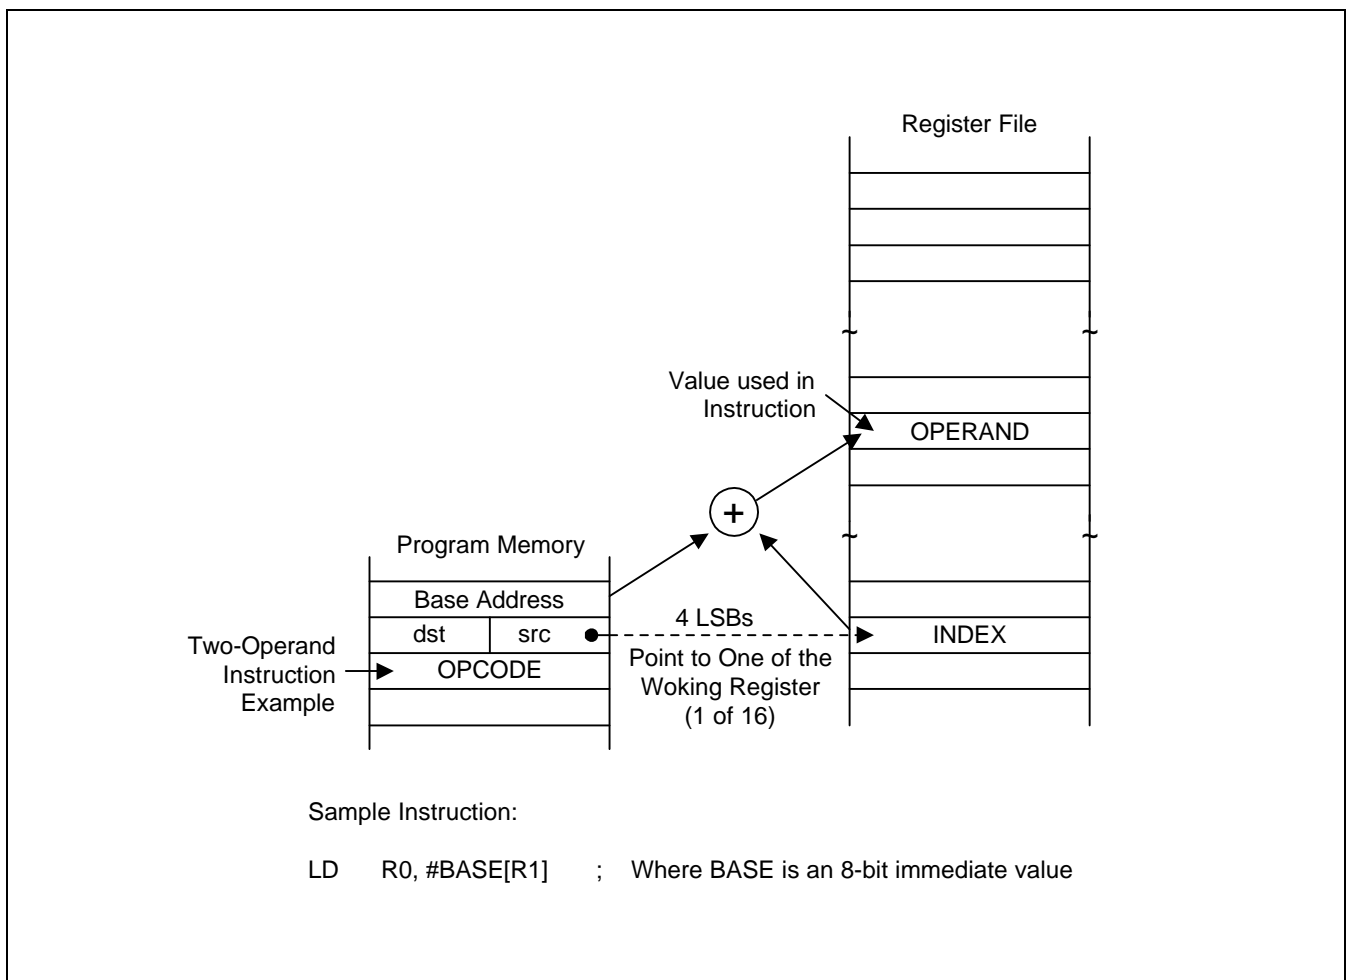 Register File
Value used in
Instruction
OPERAND
+
Program Memory
Base Address
dst src
4 LSBs
INDEX
Two-Operand
Instruction
Example
OPCODE
Point to One of the
Woking Register
(1 of 16)
~ ~
~ ~
Sample Instruction:
LD R0, #BASE[R1] ; Where BASE is an 8-bit immediate value